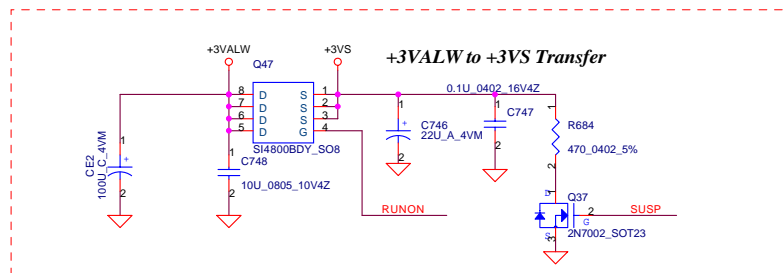 +3VALW to +3VS Transfer
+3VALW
+3VS
Q47
8 D S 1
7 D S 2
6 D S 3
5 D G 4
SI4800BDY_SO8
0.1U_0402_16V4Z
1
C747
2
1
C746
22U_A_4VM
+
2
1
R684
470_0402_5%
2
1
CE2
100U_C_4VM
+
2
1
C748
10U_0805_10V4Z
2
RUNON
D
1
Q37
2
G
SUSP
2N7002_SOT23
S
3